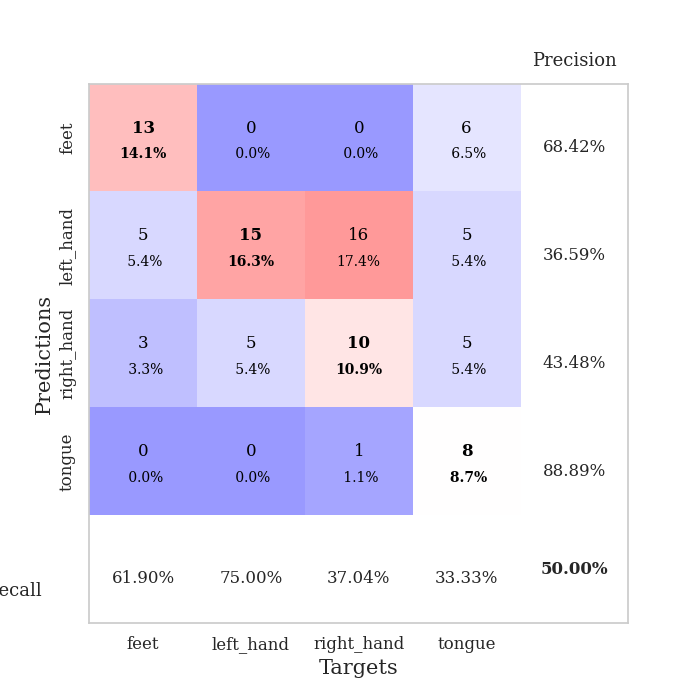 Precision
feet
13 0 0 6 68.42%
14.1% 0.0% 0.0% 6.5%
left_hand
5 15 16 5 36.59%
5.4% 16.3% 17.4% 5.4%
Predictions
right_hand
3 5 10 5 43.48%
3.3% 5.4% 10.9% 5.4%
tongue
0 0 1 8 88.89%
0.0% 0.0% 1.1% 8.7%
ecall
61.90% 75.00% 37.04% 33.33% 50.00%
feet left_hand right_hand tongue
Targets